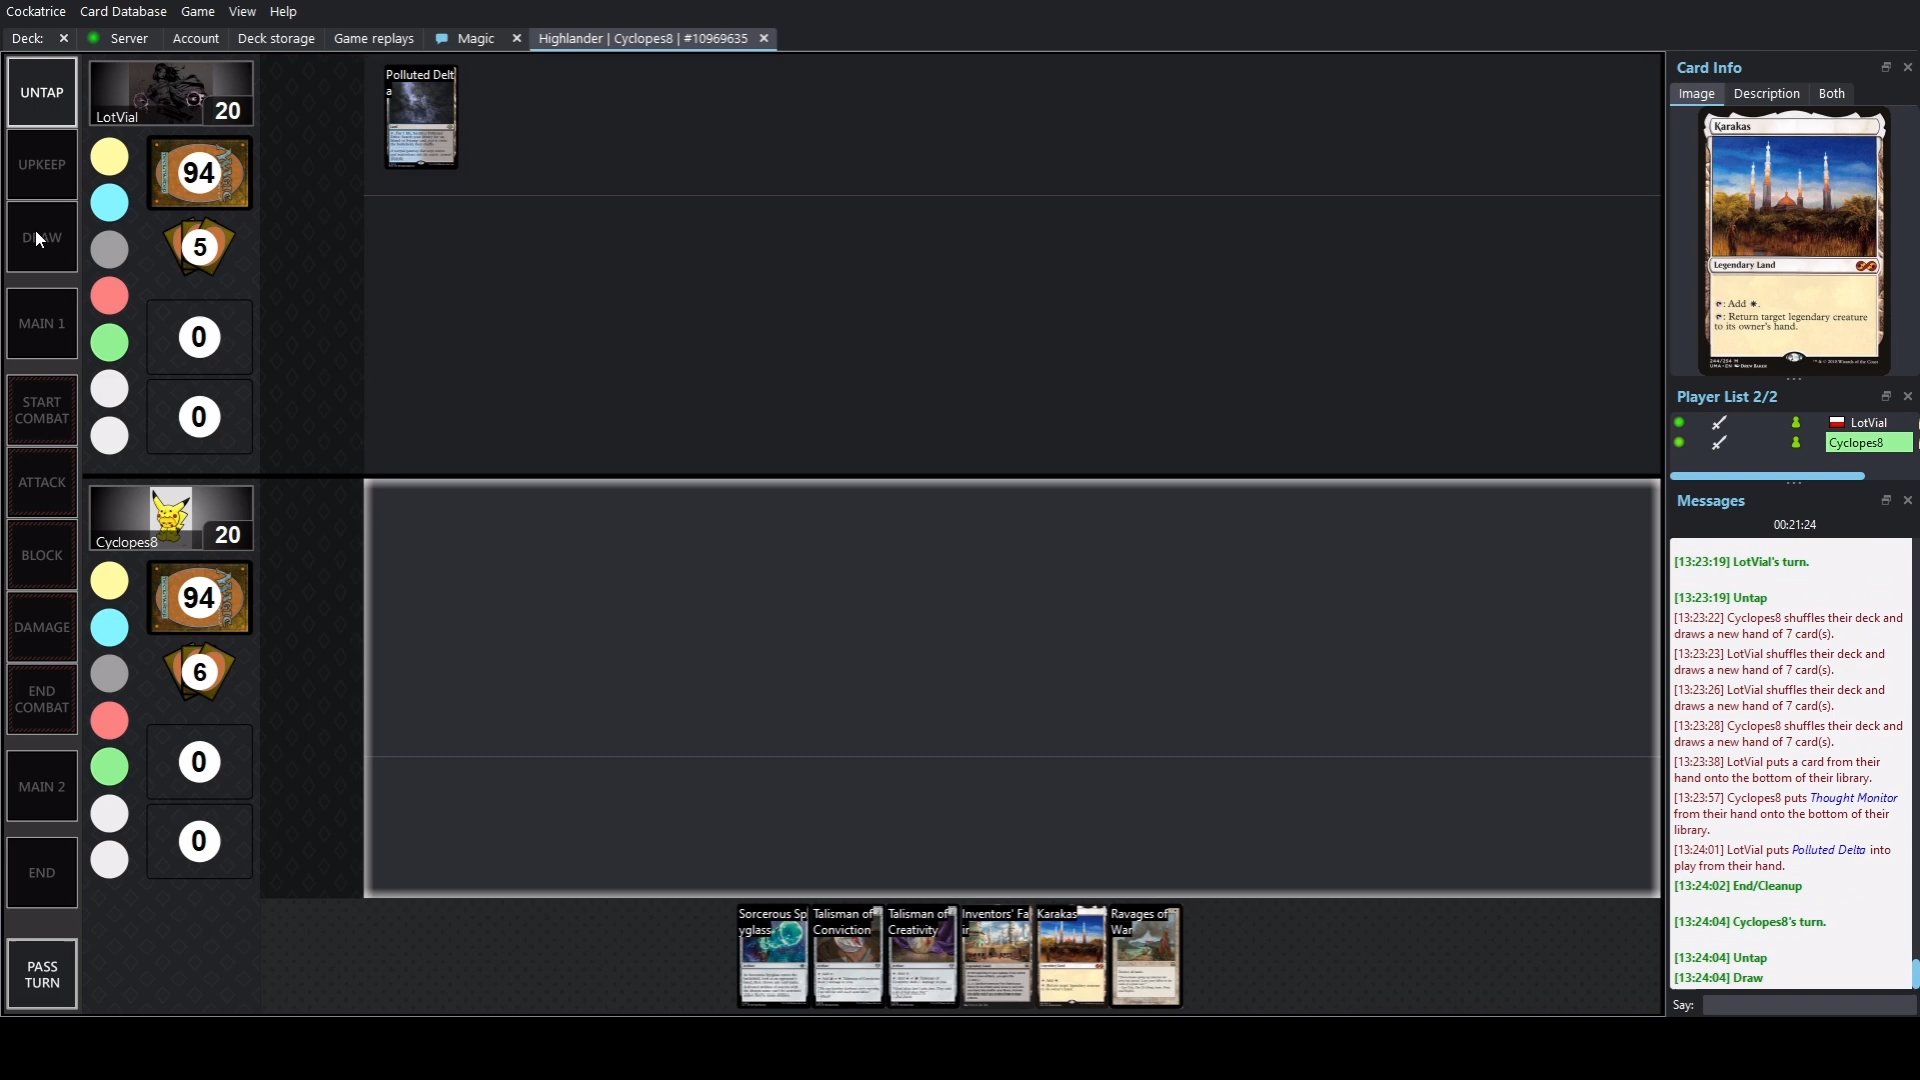 Cockatrice Card Database Game View Help
Deck: Server Account Deck storage Game replays Magic Highlander | Cyclopes8 | #10969635
UNTAP
UPKEEP
DRAW
MAIN 1
START
COMBAT
ATTACK
BLOCK
DAMAGE
END
COMBAT
MAIN 2
END
PASS
TURN
LotVial
20
94
5
0
0
Polluted Delt
a
Cyclopes8
20
94
6
0
0
Sorcerous Sp
yglass
Talisman of
Conviction
Talisman of
Creativity
Inventors' Fa
ir
Karakas
Ravages of
War
Card Info
Image Description Both
Karakas
Legendary Land
: Add
: Return target legendary creature
to its owner's hand.
Player List 2/2
LotVial
Cyclopes8
Messages
00:21:24
[13:23:19] LotVial's turn.
[13:23:19] Untap
[13:23:22] Cyclopes8 shuffles their deck and
draws a new hand of 7 card(s).
[13:23:23] LotVial shuffles their deck and
draws a new hand of 7 card(s).
[13:23:26] LotVial shuffles their deck and
draws a new hand of 7 card(s).
[13:23:28] Cyclopes8 shuffles their deck and
draws a new hand of 7 card(s).
[13:23:38] LotVial puts a card from their
hand onto the bottom of their library.
[13:23:57] Cyclopes8 puts Thought Monitor
from their hand onto the bottom of their
library.
[13:24:01] LotVial puts Polluted Delta into
play from their hand.
[13:24:02] End/Cleanup
[13:24:04] Cyclopes8's turn.
[13:24:04] Untap
[13:24:04] Draw
Say: